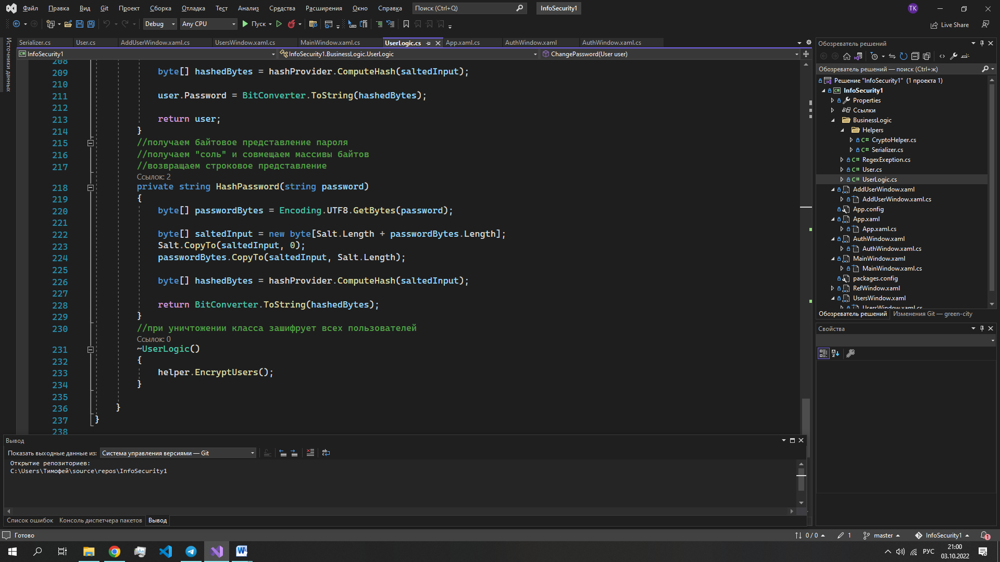 Файл Правка Вид Git Проект Сборка Отладка Тест Анализ Средства Расширения Окно Справка Поиск (Ctrl+Q) InfoSecurity1 TK
Debug Any CPU Пуск Live Share
Источники данных
Serializer.cs User.cs AddUserWindow.xaml.cs UsersWindow.xaml.cs MainWindow.xaml.cs UserLogic.cs App.xaml.cs AuthWindow.xaml AuthWindow.xaml.cs
InfoSecurity1 InfoSecurity1.BusinessLogic.UserLogic ChangePassword(User user)
208
209 byte[] hashedBytes = hashProvider.ComputeHash(saltedInput);
210
211 user.Password = BitConverter.ToString(hashedBytes);
212
213 return user;
214 }
215 //получаем байтовое представление пароля
216 //получаем "соль" и совмещаем массивы байтов
217 //возвращаем строковое представление
Ссылок: 2
218 private string HashPassword(string password)
219 {
220 byte[] passwordBytes = Encoding.UTF8.GetBytes(password);
221
222 byte[] saltedInput = new byte[Salt.Length + passwordBytes.Length];
223 Salt.CopyTo(saltedInput, 0);
224 passwordBytes.CopyTo(saltedInput, Salt.Length);
225
226 byte[] hashedBytes = hashProvider.ComputeHash(saltedInput);
227
228 return BitConverter.ToString(hashedBytes);
229 }
230 //при уничтожении класса зашифрует всех пользователей
Ссылок: 0
231 ~UserLogic()
232 {
233 helper.EncryptUsers();
234 }
235
236 }
237 }
238
Обозреватель решений
Обозреватель решений — поиск (Ctrl+ж)
Решение "InfoSecurity1" (1 проекта 1)
C# InfoSecurity1
Properties
Ссылки
BusinessLogic
Helpers
C# CryptoHelper.cs
C# Serializer.cs
C# RegexExeption.cs
C# User.cs
C# UserLogic.cs
AddUserWindow.xaml
AddUserWindow.xaml.cs
App.config
App.xaml
App.xaml.cs
AuthWindow.xaml
AuthWindow.xaml.cs
MainWindow.xaml
MainWindow.xaml.cs
packages.config
RefWindow.xaml
UsersWindow.xaml
UsersWindow.xaml.cs
Обозреватель решений Изменения Git — green-city
Свойства
Вывод
Показать выходные данные из: Система управления версиями — Git
Открытие репозиториев:
C:\Users\Тимофей\source\repos\InfoSecurity1
Список ошибок Консоль диспетчера пакетов Вывод
Готово 0 / 0 1 master InfoSecurity1 1
РУС 21:00
03.10.2022